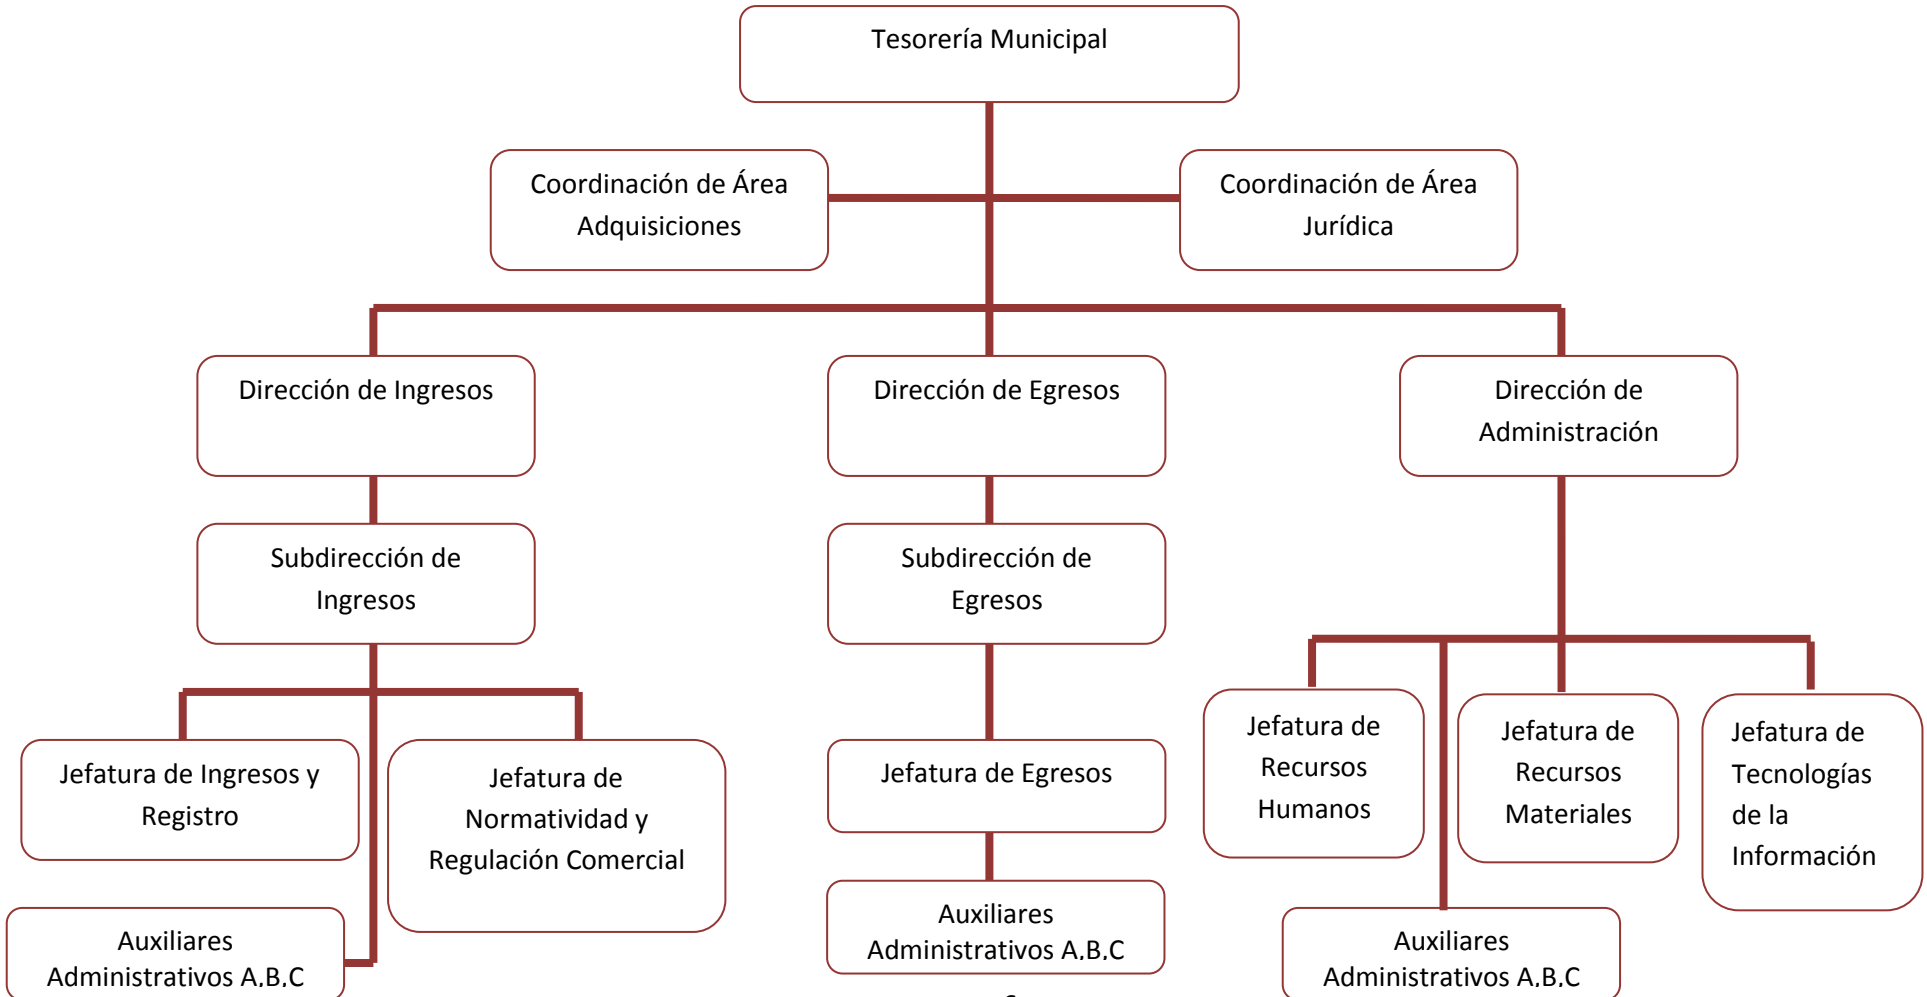 Tesorería Municipal
Coordinación de Área
Adquisiciones
Coordinación de Área
Jurídica
Dirección de Ingresos
Dirección de Egresos
Dirección de
Administración
Subdirección de
Ingresos
Subdirección de
Egresos
Jefatura de Ingresos y
Registro
Jefatura de
Normatividad y
Regulación Comercial
Jefatura de Egresos
Jefatura de
Recursos
Humanos
Jefatura de
Recursos
Materiales
Jefatura de
Tecnologías
de la
Información
Auxiliares
Administrativos A,B,C
Auxiliares
Administrativos A,B,C
Auxiliares
Administrativos A,B,C